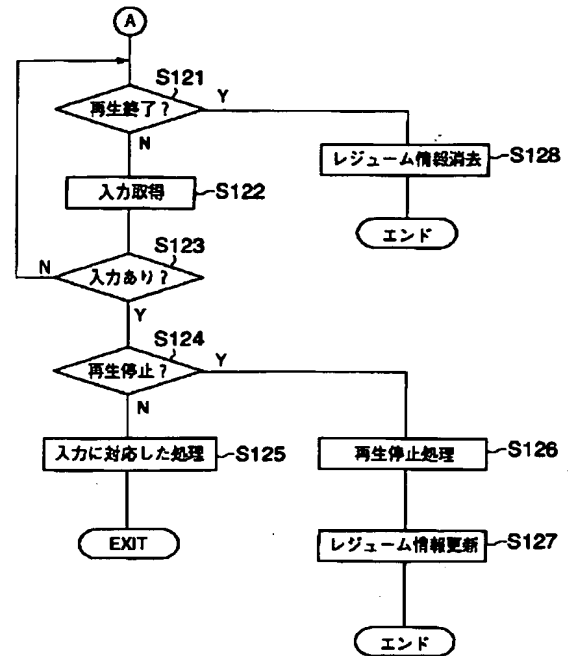 A
S121
再生終了?
Y
N
レジューム情報消去
S128
入力取得
S122
エンド
S123
入力あり?
N
Y
S124
再生停止?
Y
N
入力に対応した処理
S125
再生停止処理
S126
EXIT
レジューム情報更新
S127
エンド